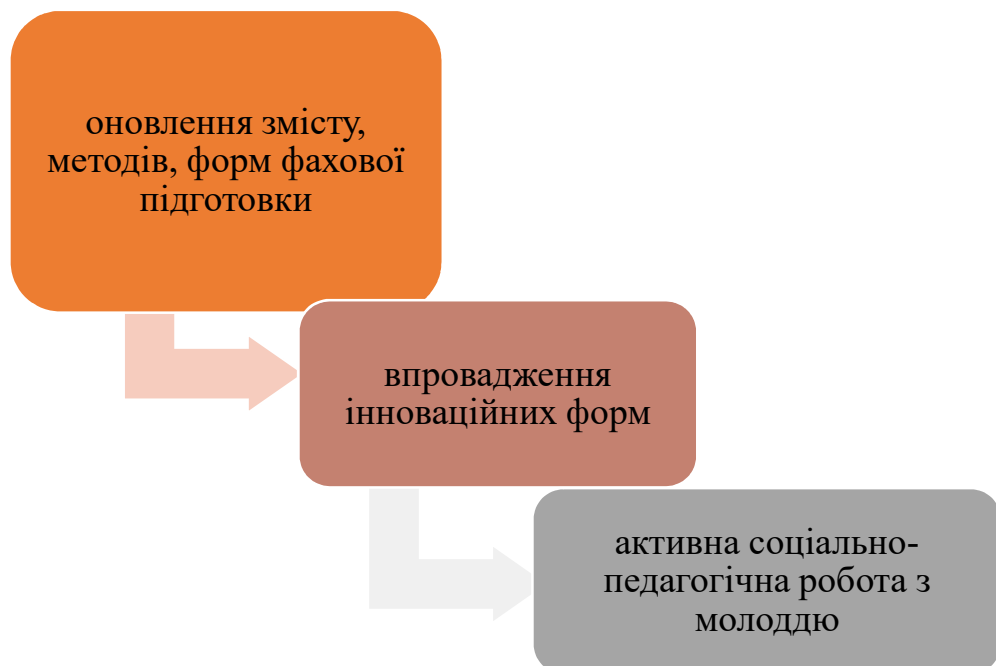 оновлення змісту,
методів, форм фахової
підготовки
впровадження
інноваційних форм
активна соціально-
педагогічна робота з
молоддю